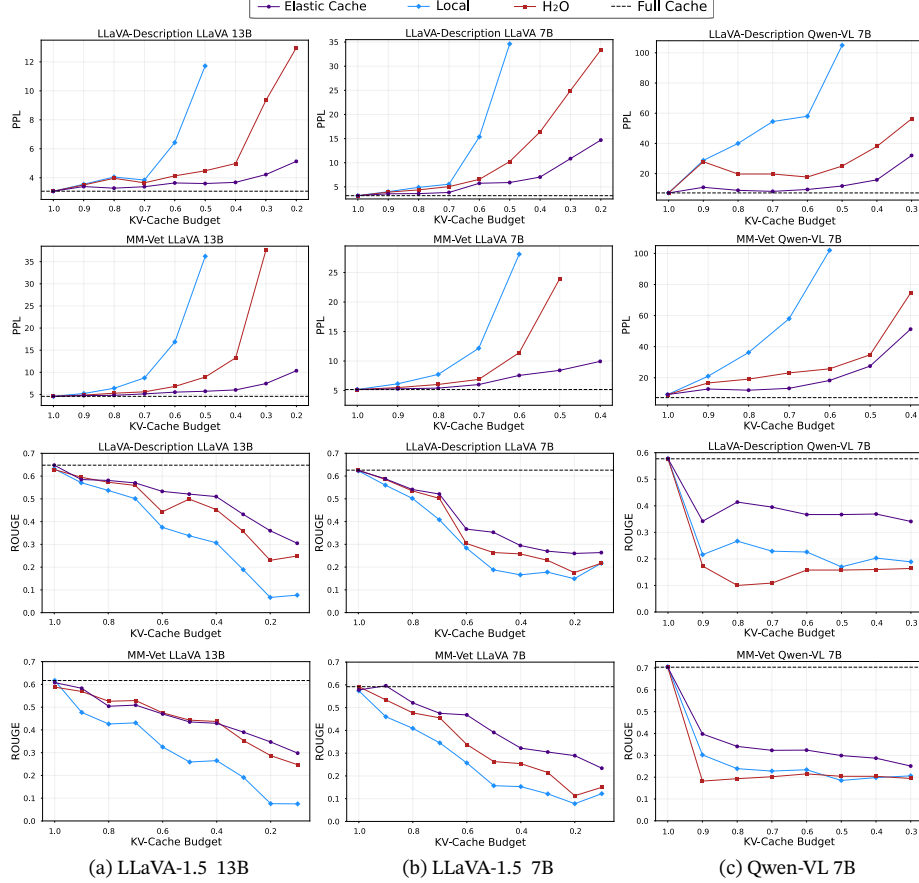 Elastic Cache Local H₂O Full Cache
LLaVA-Description LLaVA 13B
PPL
12
10
8
6
4
1.0 0.9 0.8 0.7 0.6 0.5 0.4 0.3 0.2
KV-Cache Budget
LLaVA-Description LLaVA 7B
PPL
35
30
25
20
15
10
5
1.0 0.9 0.8 0.7 0.6 0.5 0.4 0.3 0.2
KV-Cache Budget
LLaVA-Description Qwen-VL 7B
PPL
100
80
60
40
20
1.0 0.9 0.8 0.7 0.6 0.5 0.4 0.3
KV-Cache Budget
MM-Vet LLaVA 13B
PPL
35
30
25
20
15
10
5
1.0 0.9 0.8 0.7 0.6 0.5 0.4 0.3 0.2
KV-Cache Budget
MM-Vet LLaVA 7B
PPL
25
20
15
10
5
1.0 0.9 0.8 0.7 0.6 0.5 0.4
KV-Cache Budget
MM-Vet Qwen-VL 7B
PPL
100
80
60
40
20
1.0 0.9 0.8 0.7 0.6 0.5 0.4
KV-Cache Budget
LLaVA-Description LLaVA 13B
ROUGE
0.7
0.6
0.5
0.4
0.3
0.2
0.1
0.0
1.0 0.8 0.6 0.4 0.2
KV-Cache Budget
LLaVA-Description LLaVA 7B
ROUGE
0.7
0.6
0.5
0.4
0.3
0.2
0.1
0.0
1.0 0.8 0.6 0.4 0.2
KV-Cache Budget
LLaVA-Description Qwen-VL 7B
ROUGE
0.6
0.5
0.4
0.3
0.2
0.1
0.0
1.0 0.9 0.8 0.7 0.6 0.5 0.4 0.3
KV-Cache Budget
MM-Vet LLaVA 13B
ROUGE
0.7
0.6
0.5
0.4
0.3
0.2
0.1
0.0
1.0 0.8 0.6 0.4 0.2
KV-Cache Budget
MM-Vet LLaVA 7B
ROUGE
0.7
0.6
0.5
0.4
0.3
0.2
0.1
0.0
1.0 0.8 0.6 0.4 0.2
KV-Cache Budget
MM-Vet Qwen-VL 7B
ROUGE
0.7
0.6
0.5
0.4
0.3
0.2
0.1
0.0
1.0 0.9 0.8 0.7 0.6 0.5 0.4 0.3
KV-Cache Budget
(a) LLaVA-1.5 13B
(b) LLaVA-1.5 7B
(c) Qwen-VL 7B